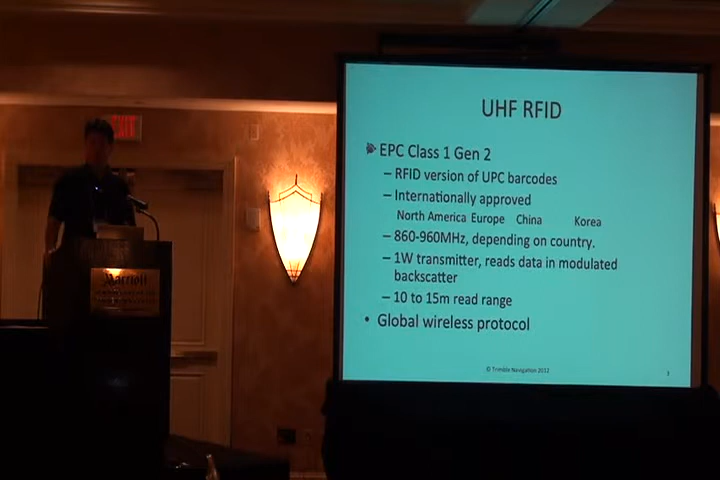 EXIT
Marriott
UHF RFID
EPC Class 1 Gen 2
– RFID version of UPC barcodes
– Internationally approved
North America Europe China Korea
– 860-960MHz, depending on country.
– 1W transmitter, reads data in modulated
backscatter
– 10 to 15m read range
• Global wireless protocol
© Trimble Navigation 2012